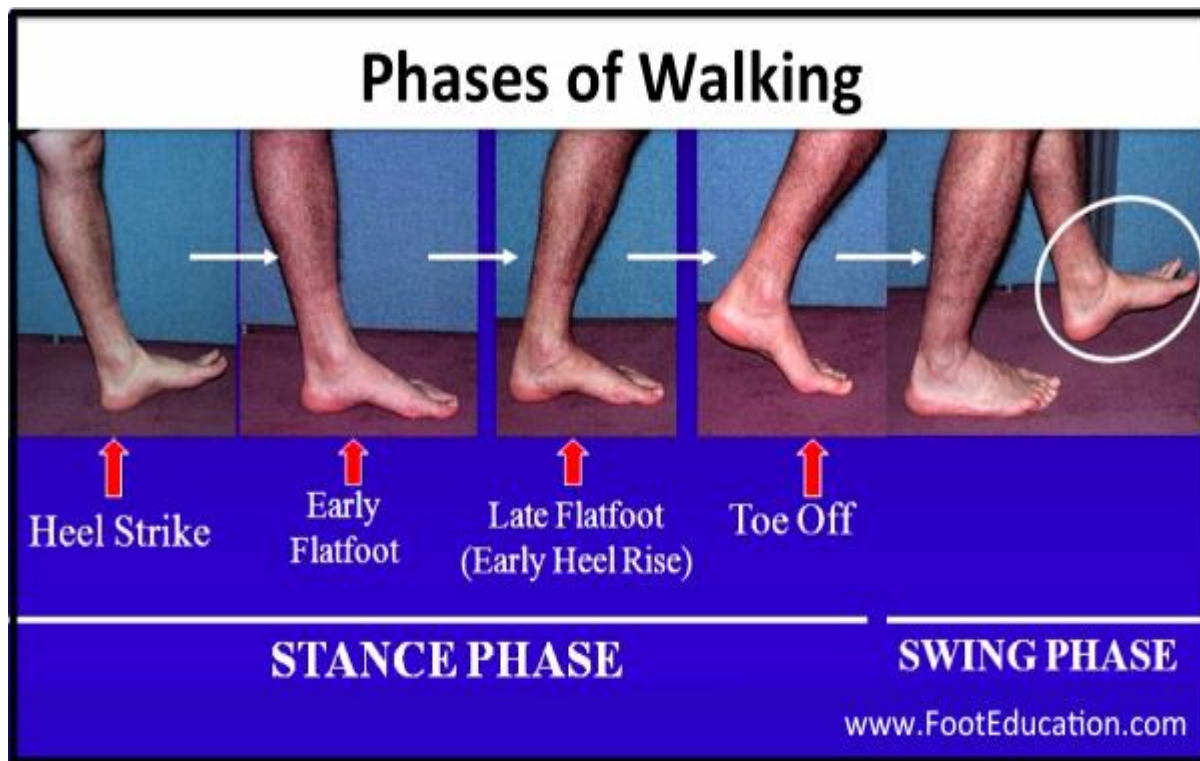 Phases of Walking
Heel Strike
Early
Flatfoot
Late Flatfoot
(Early Heel Rise)
Toe Off
STANCE PHASE
SWING PHASE
www.FootEducation.com